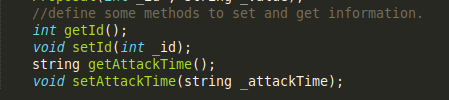 //define some methods to set and get information.
int getId();
void setId(int _id);
string getAttackTime();
void setAttackTime(string _attackTime);